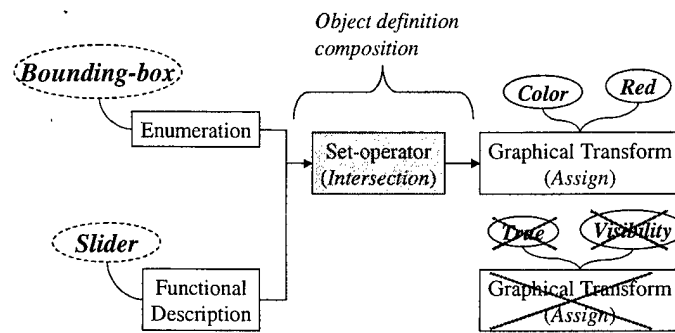 Object definition
composition
Bounding-box
Enumeration
Color
Red
Set-operator
(Intersection)
Graphical Transform
(Assign)
Slider
Functional
Description
True
Visibility
Graphical Transform
(Assign)